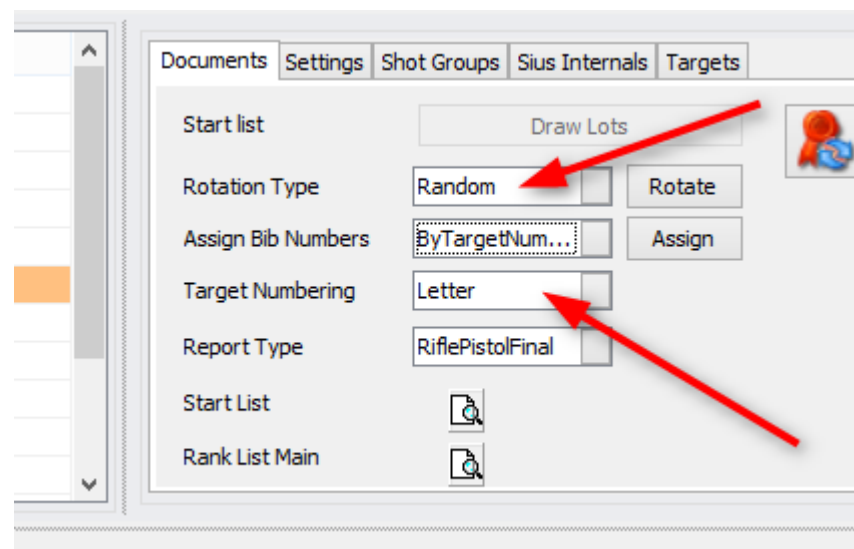 Documents Settings Shot Groups Sius Internals Targets
Start list Draw Lots
Rotation Type Random Rotate
Assign Bib Numbers ByTargetNum... Assign
Target Numbering Letter
Report Type RiflePistolFinal
Start List
Rank List Main